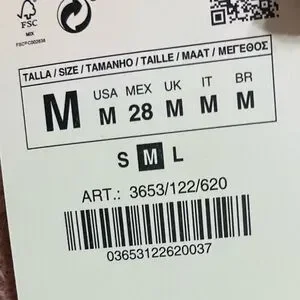 FSC
MIX
TALLA / SIZE / TAMANHO / TAILLE / MAAT / ΜΕΓΕΘΟΣ
M USA MEX UK IT BR
M 28 M M M
S M L
ART.: 3653/122/620
03653122620037